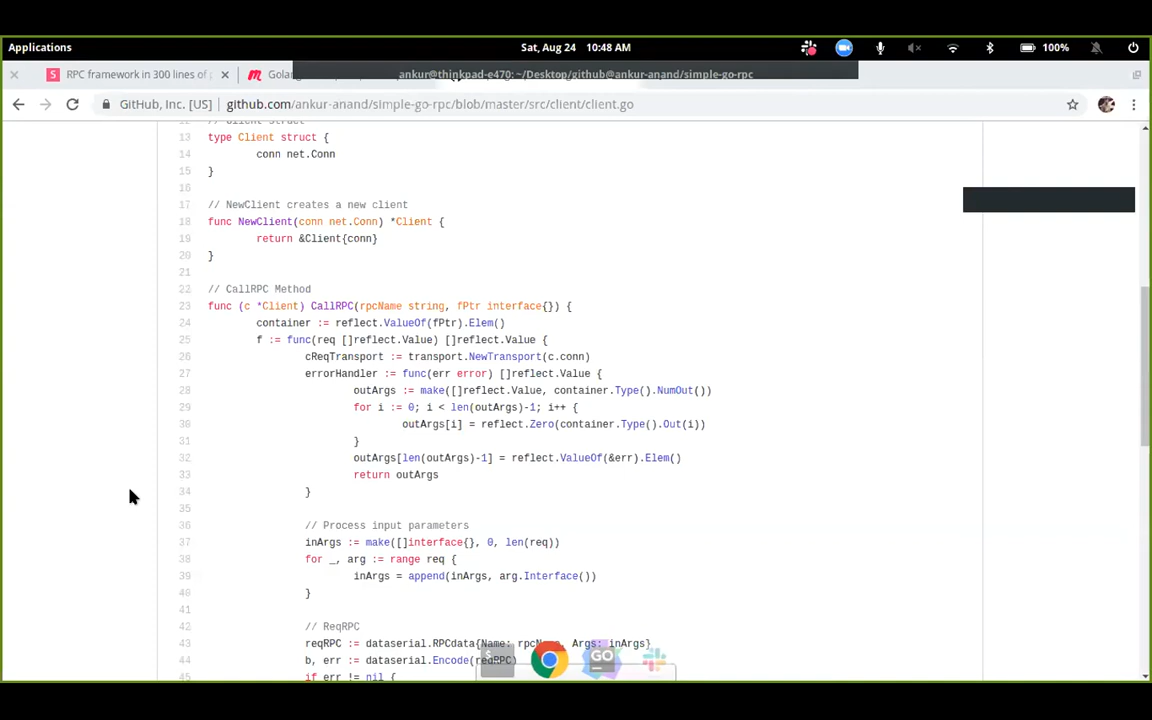 Applications
Sat, Aug 24 10:48 AM
100%
RPC framework in 300 lines of
Gola
ankur@thinkpad-e470: ~/Desktop/github@ankur-anand/simple-go-rpc
GitHub, Inc. [US]
github.com/ankur-anand/simple-go-rpc/blob/master/src/client/client.go
12 // Client struct
13 type Client struct {
14 conn net.Conn
15 }
16
17 // NewClient creates a new client
18 func NewClient(conn net.Conn) *Client {
19 return &Client{conn}
20 }
21
22 // CallRPC Method
23 func (c *Client) CallRPC(rpcName string, fPtr interface{}) {
24 container := reflect.ValueOf(fPtr).Elem()
25 f := func(req []reflect.Value) []reflect.Value {
26 cReqTransport := transport.NewTransport(c.conn)
27 errorHandler := func(err error) []reflect.Value {
28 outArgs := make([]reflect.Value, container.Type().NumOut())
29 for i := 0; i < len(outArgs)-1; i++ {
30 outArgs[i] = reflect.Zero(container.Type().Out(i))
31 }
32 outArgs[len(outArgs)-1] = reflect.ValueOf(&err).Elem()
33 return outArgs
34 }
35
36 // Process input parameters
37 inArgs := make([]interface{}, 0, len(req))
38 for _, arg := range req {
39 inArgs = append(inArgs, arg.Interface())
40 }
41
42 // ReqRPC
43 reqRPC := dataserial.RPCdata{Name: rpcName, Args: inArgs}
44 b, err := dataserial.Encode(reqRPC)
45 if err != nil {
GO